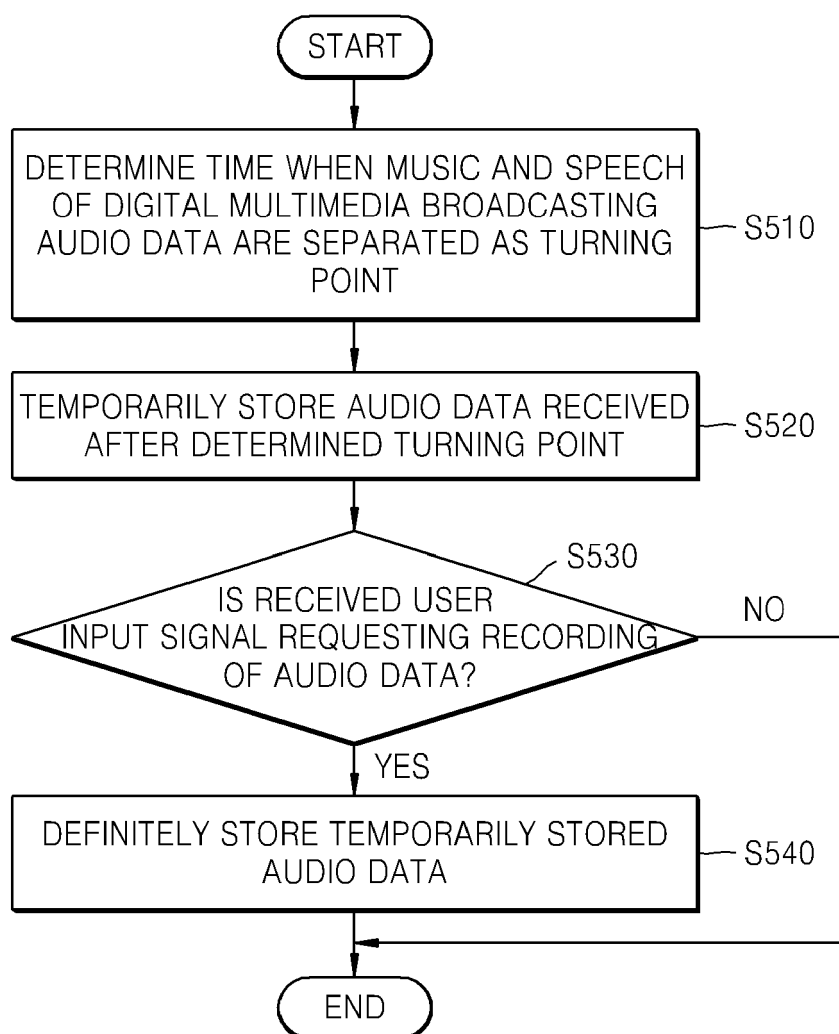 START
DETERMINE TIME WHEN MUSIC AND SPEECH
OF DIGITAL MULTIMEDIA BROADCASTING
AUDIO DATA ARE SEPARATED AS TURNING
POINT
S510
TEMPORARILY STORE AUDIO DATA RECEIVED
AFTER DETERMINED TURNING POINT
S520
S530
IS RECEIVED USER
INPUT SIGNAL REQUESTING RECORDING
OF AUDIO DATA?
NO
YES
DEFINITELY STORE TEMPORARILY STORED
AUDIO DATA
S540
END